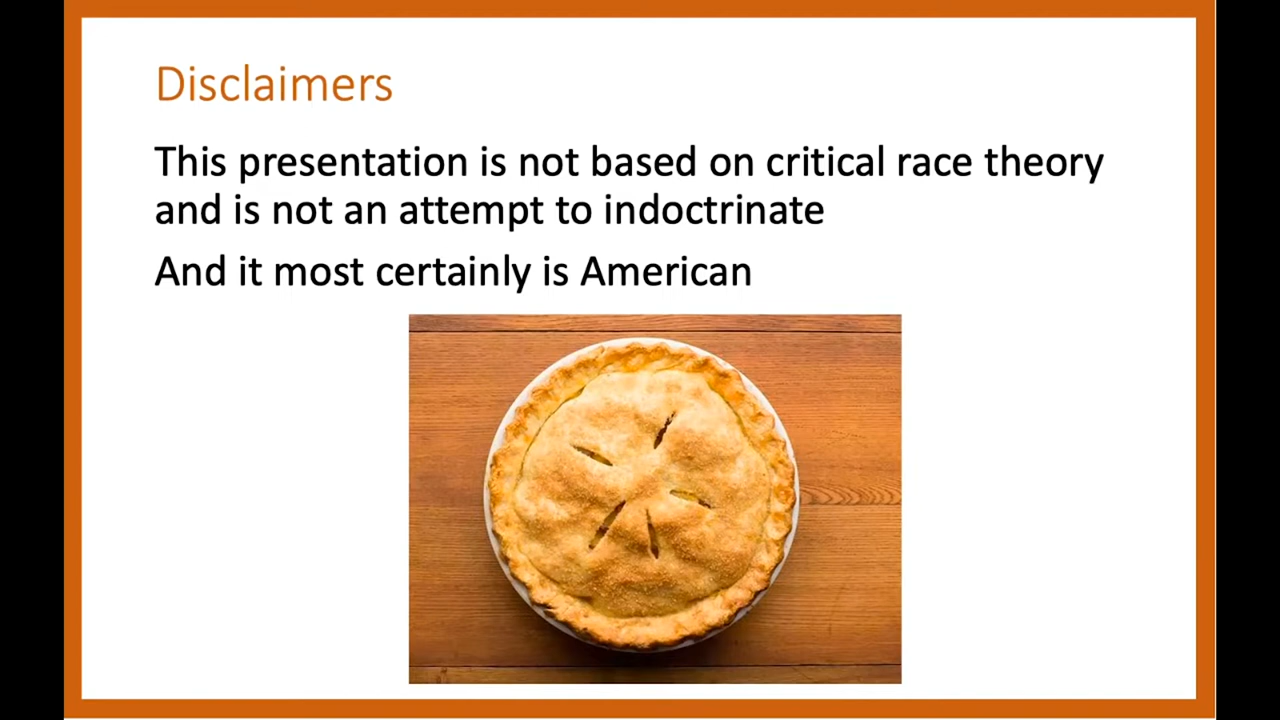 Disclaimers
This presentation is not based on critical race theory
and is not an attempt to indoctrinate
And it most certainly is American